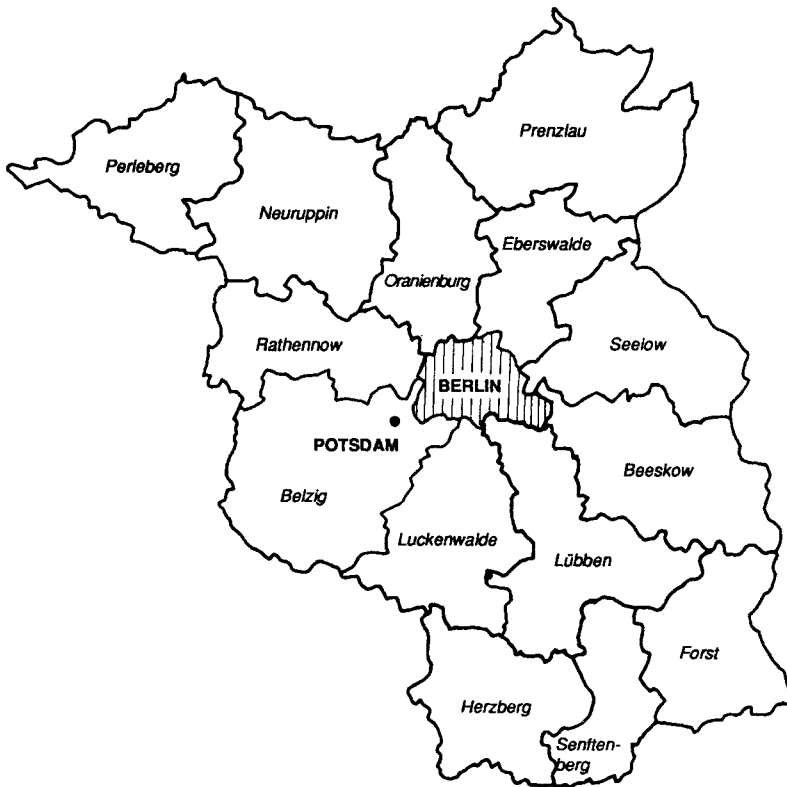 Prenzlau
Perleberg
Neuruppin
Eberswalde
Oranienburg
Rathennow
Seelow
BERLIN
POTSDAM
Beeskow
Belzig
Luckenwalde
Lübben
Forst
Herzberg
Senften-
berg